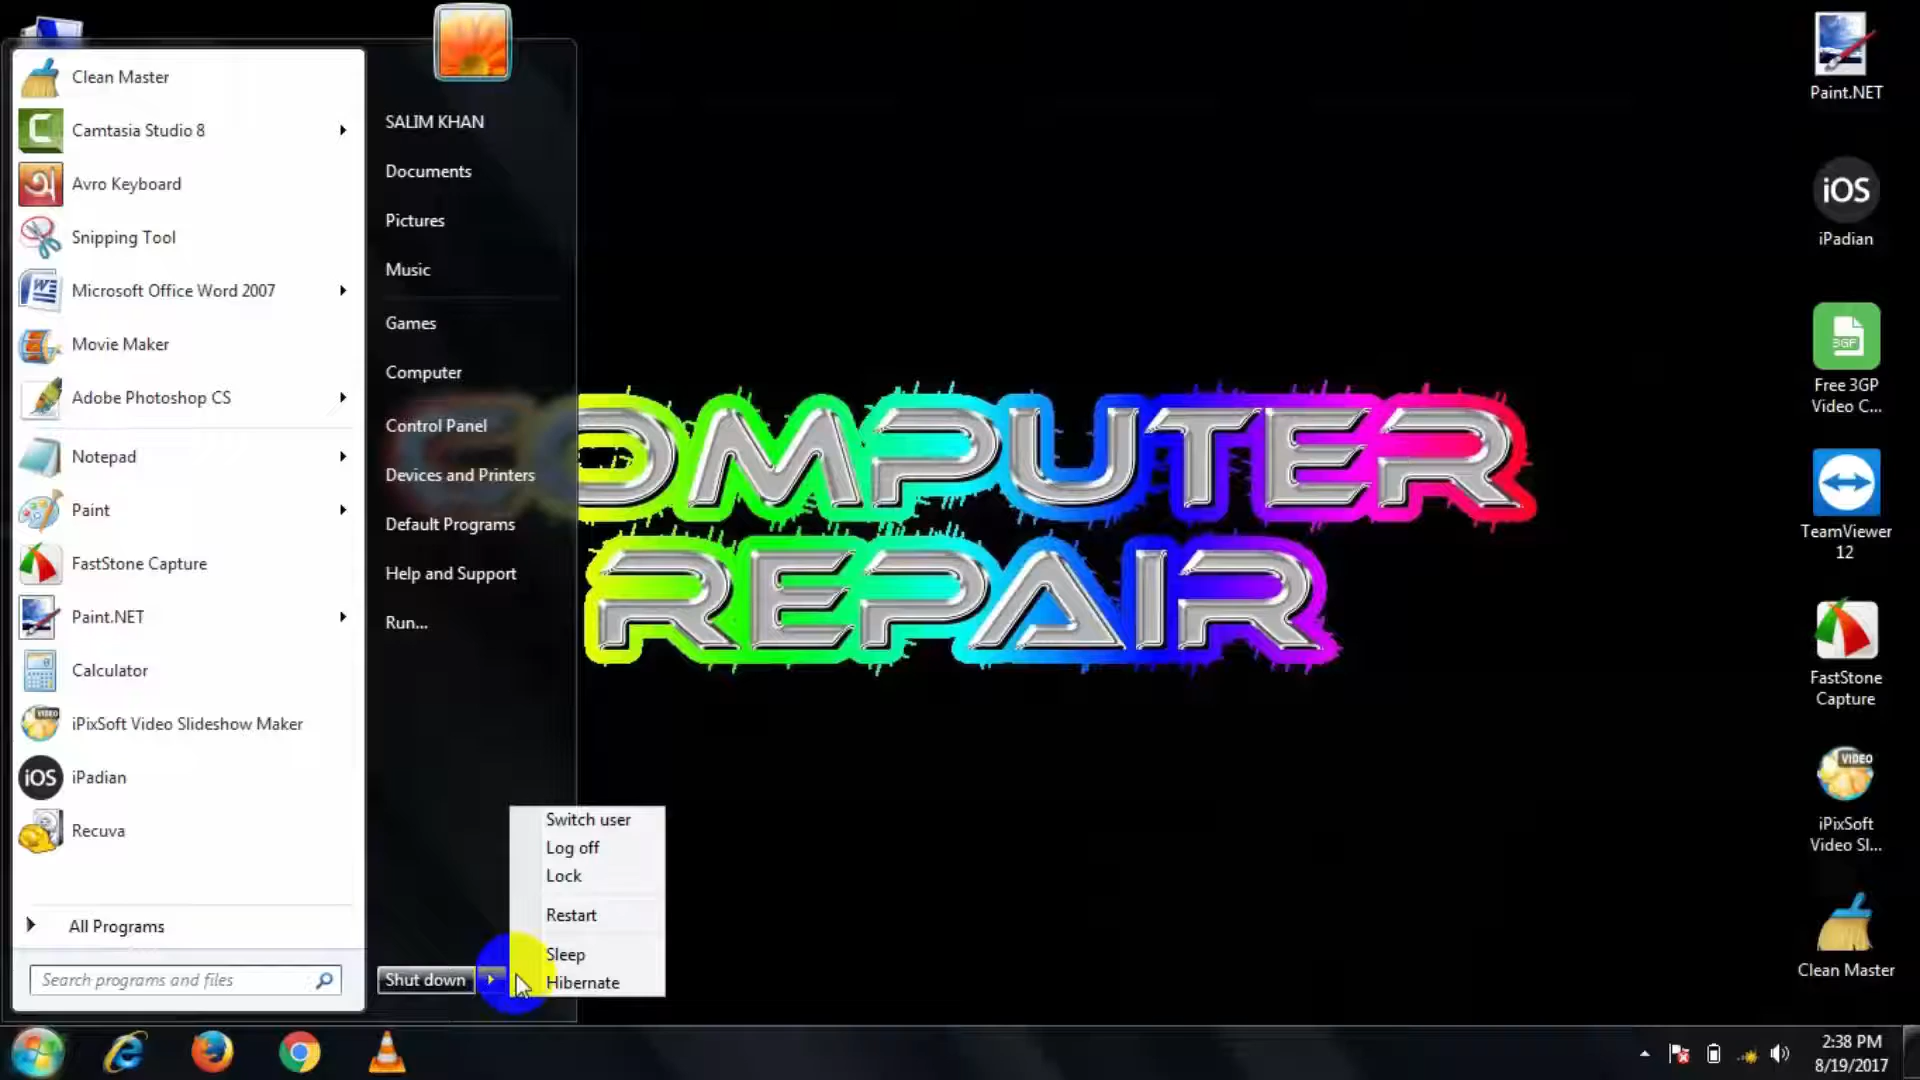 Clean Master
Camtasia Studio 8
Avro Keyboard
Snipping Tool
Microsoft Office Word 2007
Movie Maker
Adobe Photoshop CS
Notepad
Paint
FastStone Capture
Paint.NET
Calculator
iPixSoft Video Slideshow Maker
iOS
iPadian
Recuva
All Programs
Search programs and files
SALIM KHAN
Documents
Pictures
Music
Games
Computer
Control Panel
Devices and Printers
Default Programs
Help and Support
Run...
Shut down
Switch user
Log off
Lock
Restart
Sleep
Hibernate
COMPUTER
REPAIR
Paint.NET
iOS
iPadian
3GP
Free 3GP
Video C...
TeamViewer
12
FastStone
Capture
VIDEO
iPixSoft
Video Sl...
Clean Master
2:38 PM
8/19/2017